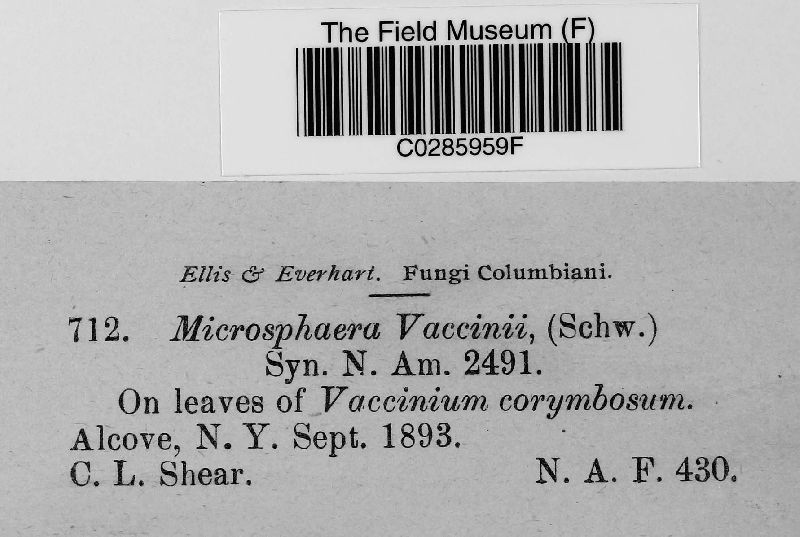 The Field Museum (F)
C0285959F
Ellis & Everhart. Fungi Columbiani.
712. Microsphaera Vaccinii, (Schw.)
Syn. N. Am. 2491.
On leaves of Vaccinium corymbosum.
Alcove, N. Y. Sept. 1893.
C. L. Shear. N. A. F. 430.